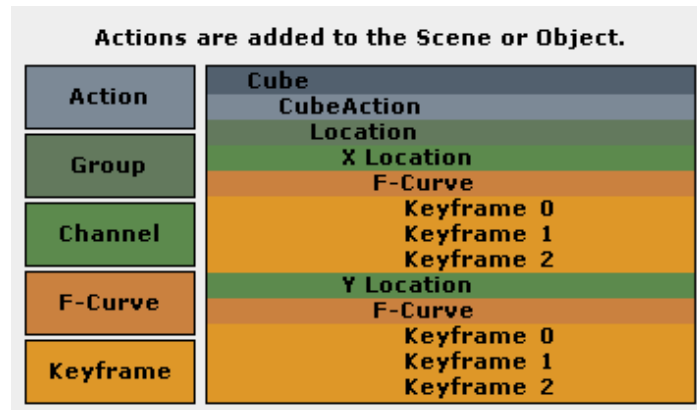 Actions are added to the Scene or Object.
Action
Group
Channel
F-Curve
Keyframe
Cube
CubeAction
Location
X Location
F-Curve
Keyframe 0
Keyframe 1
Keyframe 2
Y Location
F-Curve
Keyframe 0
Keyframe 1
Keyframe 2